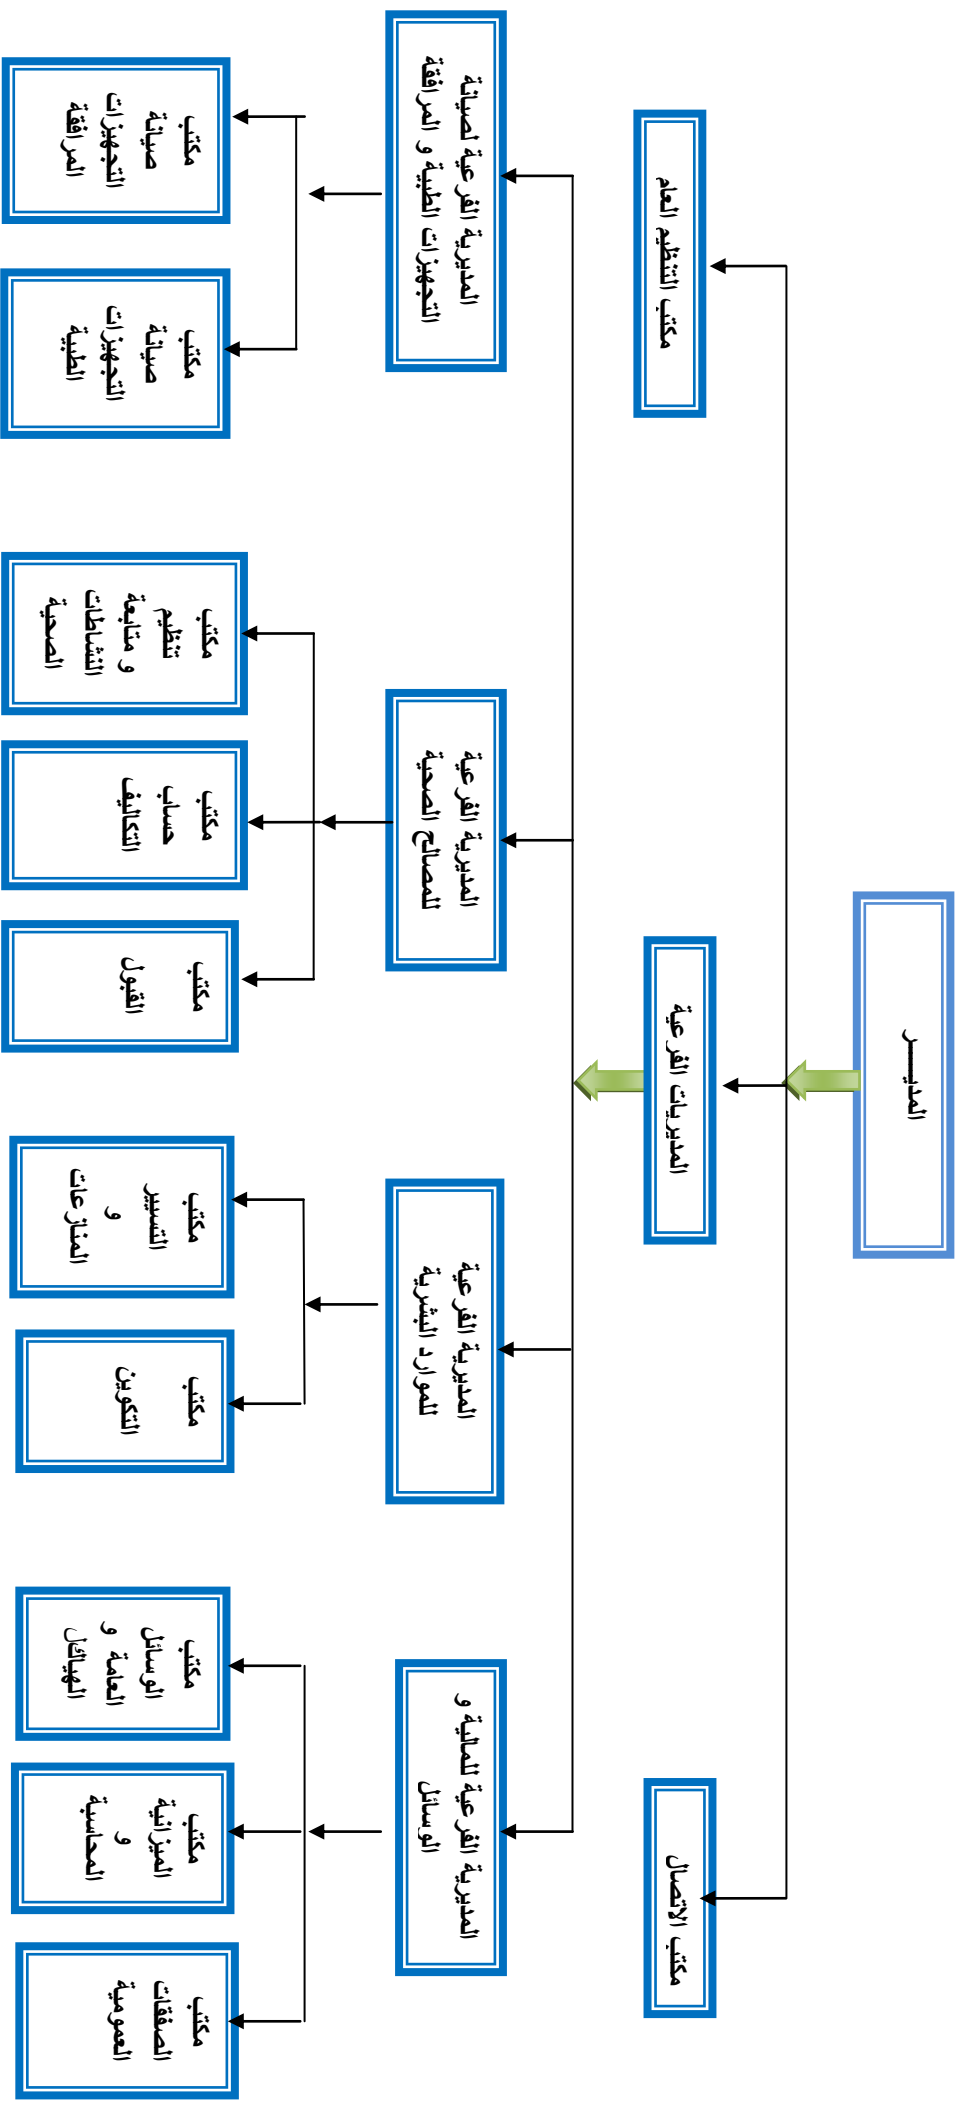 المديــــر
مكتب الاتصال
المديريات الفرعية
مكتب التنظيم العام
المديرية الفرعية للمالية و
الوسائل
المديرية الفرعية
للموارد البشرية
المديرية الفرعية
للمصالح الصحية
المديرية الفرعية لصيانة
التجهيزات الطبية و المرافقة
مكتب
الصفقات
العمومية
مكتب
الميزانية
و
المحاسبة
مكتب
الوسائل
العامة و
الهياكل
مكتب
التكوين
مكتب
التسيير
و
المنازعات
مكتب
القبول
مكتب
حساب
التكاليف
مكتب
تنظيم
و متابعة
النشاطات
الصحية
مكتب
صيانة
التجهيزات
الطبية
مكتب
صيانة
التجهيزات
المرافقة